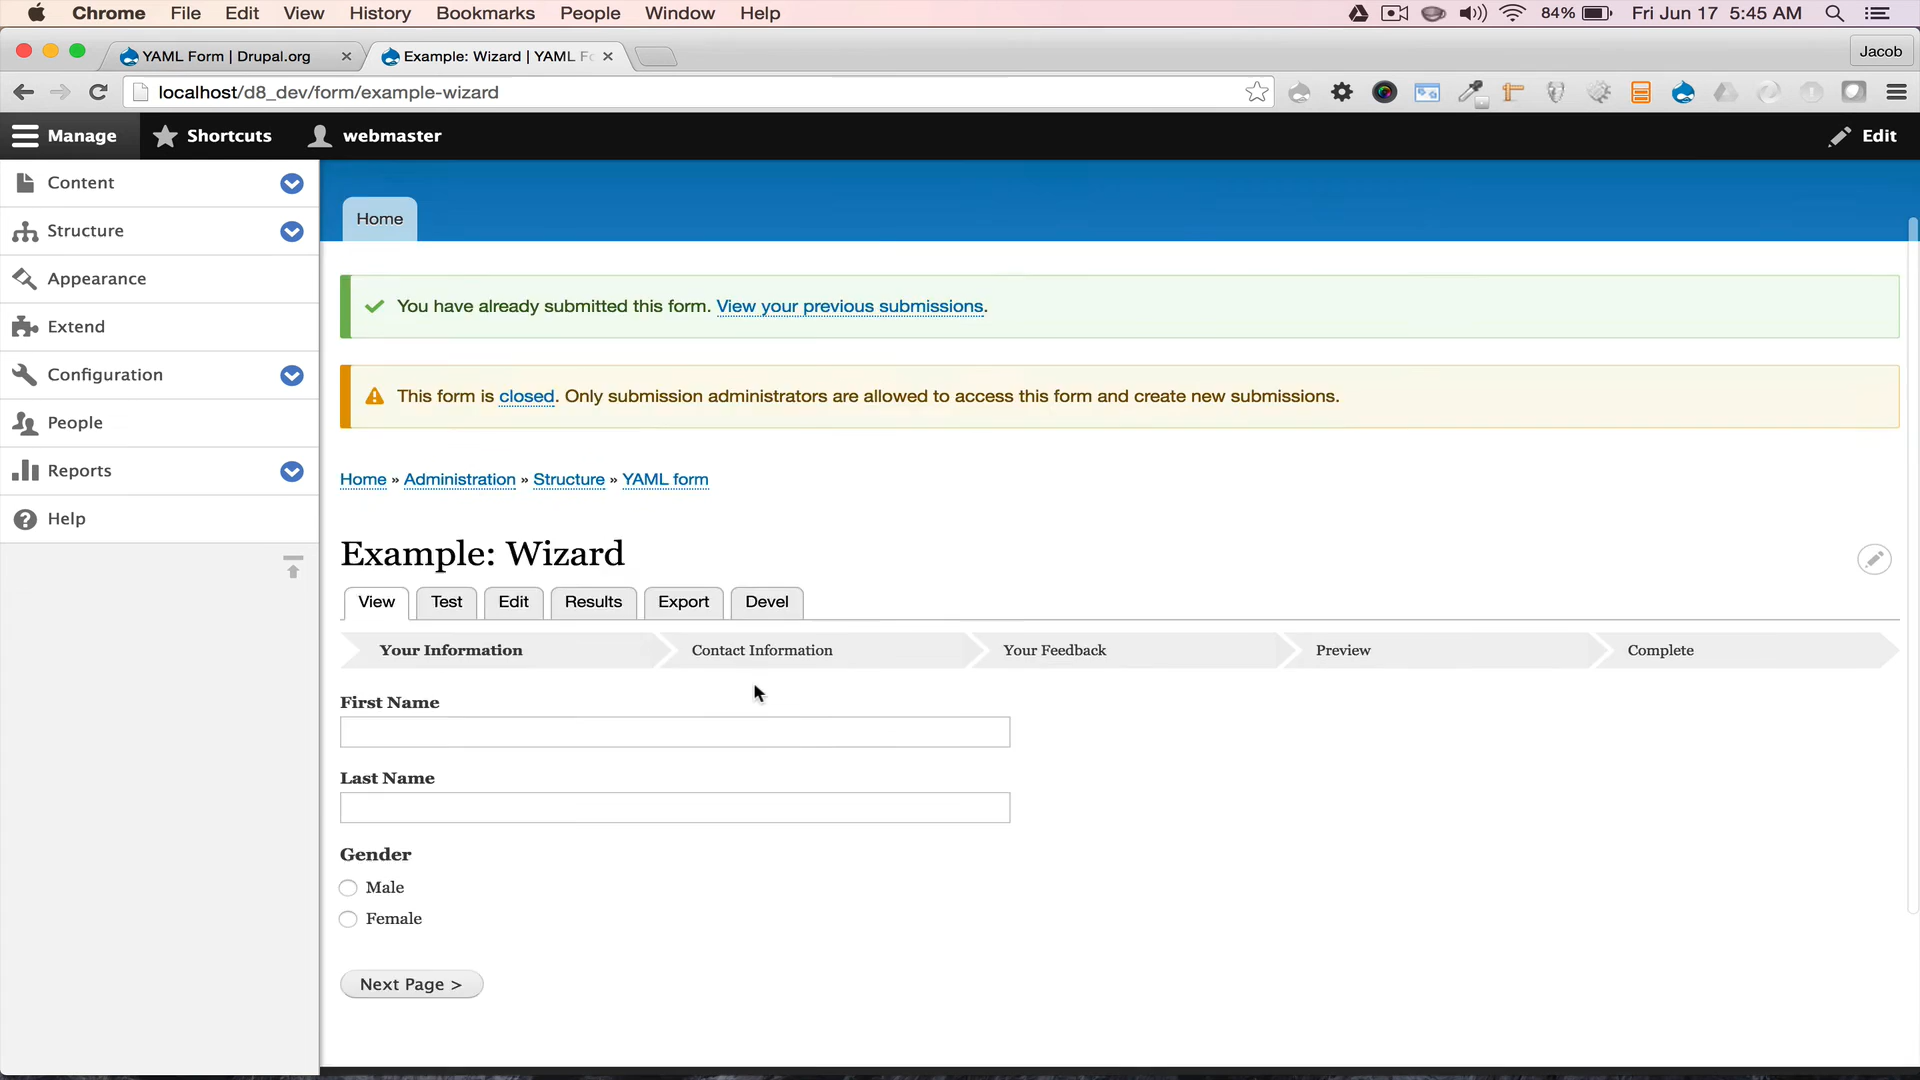 Chrome File Edit View History Bookmarks People Window Help 84% Fri Jun 17 5:45 AM
YAML Form | Drupal.org Example: Wizard | YAML Fo Jacob
localhost/d8_dev/form/example-wizard
Manage Shortcuts webmaster Edit
Content
Structure
Appearance
Extend
Configuration
People
Reports
Help
Home
You have already submitted this form. View your previous submissions.
This form is closed. Only submission administrators are allowed to access this form and create new submissions.
Home » Administration » Structure » YAML form
Example: Wizard
View Test Edit Results Export Devel
Your Information Contact Information Your Feedback Preview Complete
First Name
Last Name
Gender
Male
Female
Next Page >